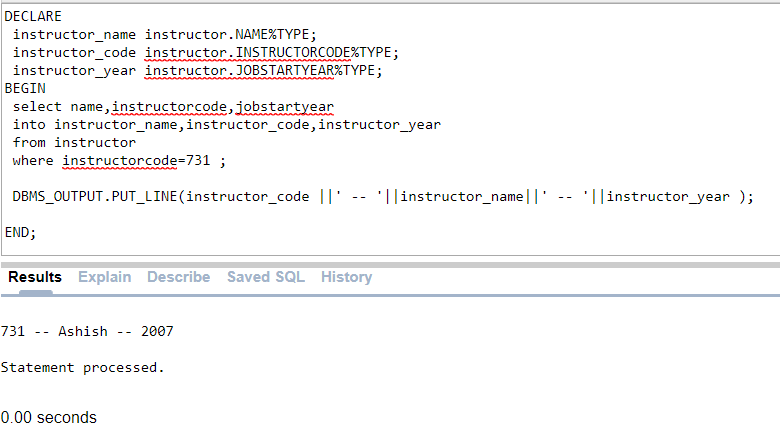 DECLARE
instructor_name instructor.NAME%TYPE;
instructor_code instructor.INSTRUCTORCODE%TYPE;
instructor_year instructor.JOBSTARTYEAR%TYPE;
BEGIN
select name,instructorcode,jobstartyear
into instructor_name,instructor_code,instructor_year
from instructor
where instructorcode=731 ;
DBMS_OUTPUT.PUT_LINE(instructor_code ||' -- '||instructor_name||' -- '||instructor_year );
END;
Results Explain Describe Saved SQL History
731 -- Ashish -- 2007
Statement processed.
0.00 seconds